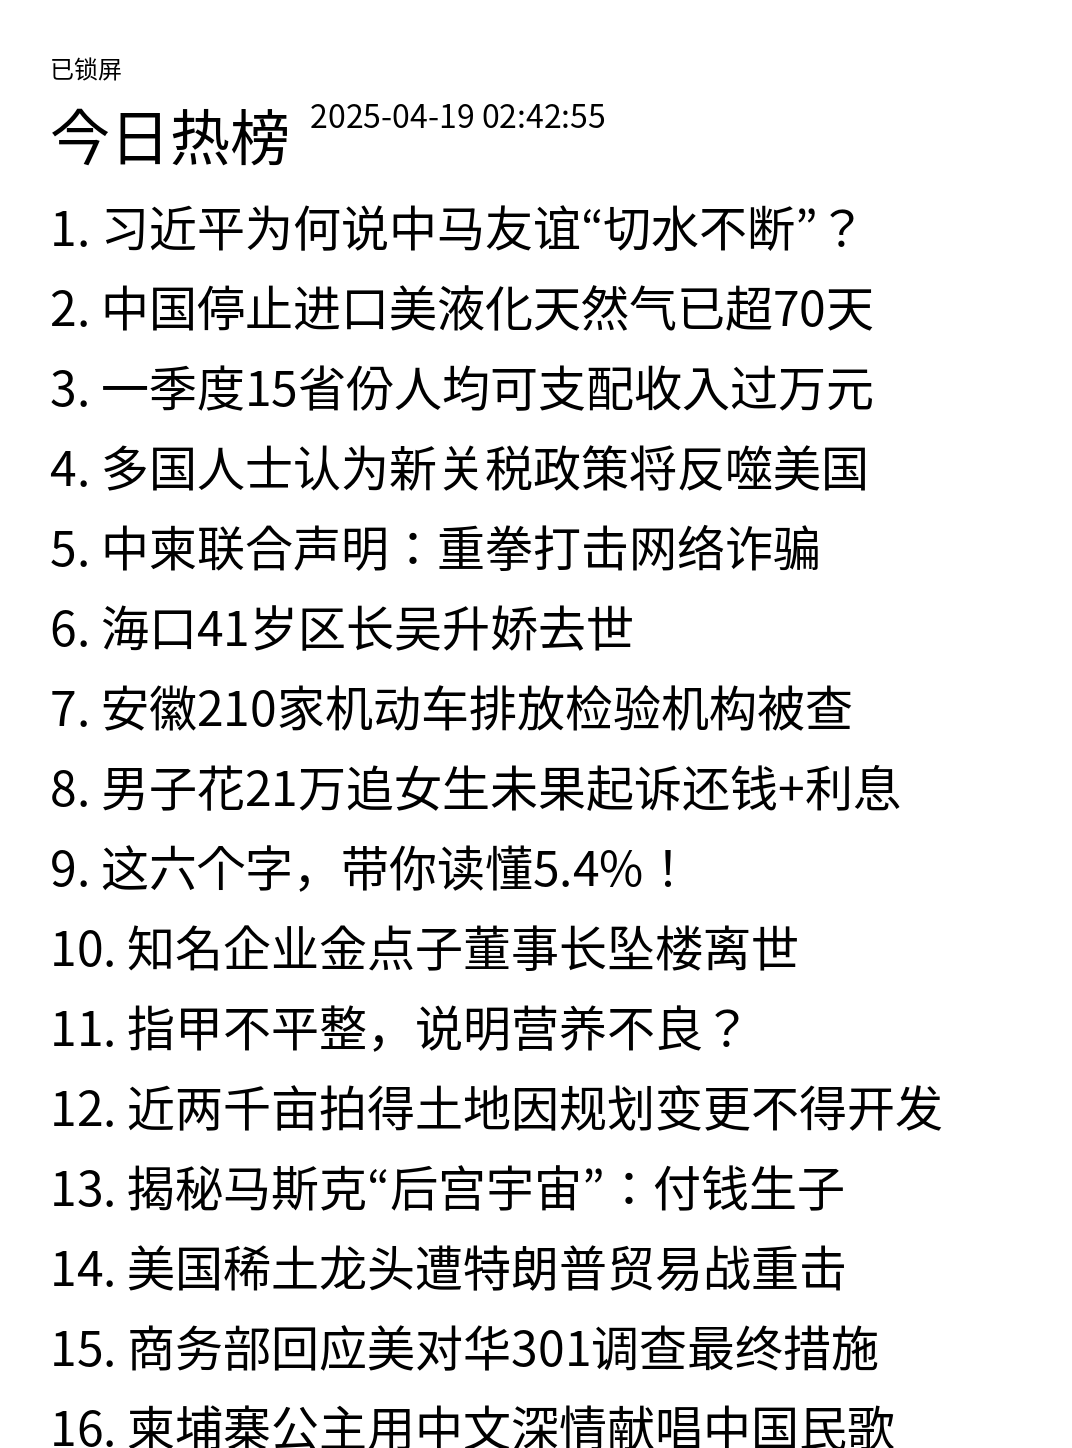 已锁屏
今日热榜 2025-04-19 02:42:55
1. 习近平为何说中马友谊“切水不断”？
2. 中国停止进口美液化天然气已超70天
3. 一季度15省份人均可支配收入过万元
4. 多国人士认为新关税政策将反噬美国
5. 中柬联合声明：重拳打击网络诈骗
6. 海口41岁区长吴升娇去世
7. 安徽210家机动车排放检验机构被查
8. 男子花21万追女生未果起诉还钱+利息
9. 这六个字，带你读懂5.4%！
10. 知名企业金点子董事长坠楼离世
11. 指甲不平整，说明营养不良？
12. 近两千亩拍得土地因规划变更不得开发
13. 揭秘马斯克“后宫宇宙”：付钱生子
14. 美国稀土龙头遭特朗普贸易战重击
15. 商务部回应美对华301调查最终措施
16. 柬埔寨公主用中文深情献唱中国民歌